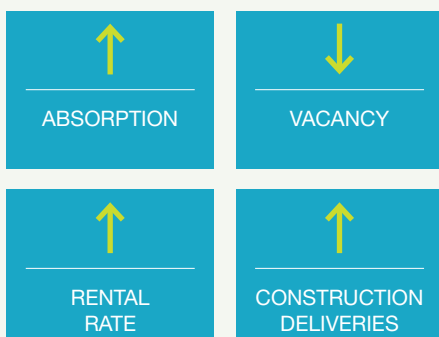 ABSORPTION
VACANCY
RENTAL
RATE
CONSTRUCTION
DELIVERIES